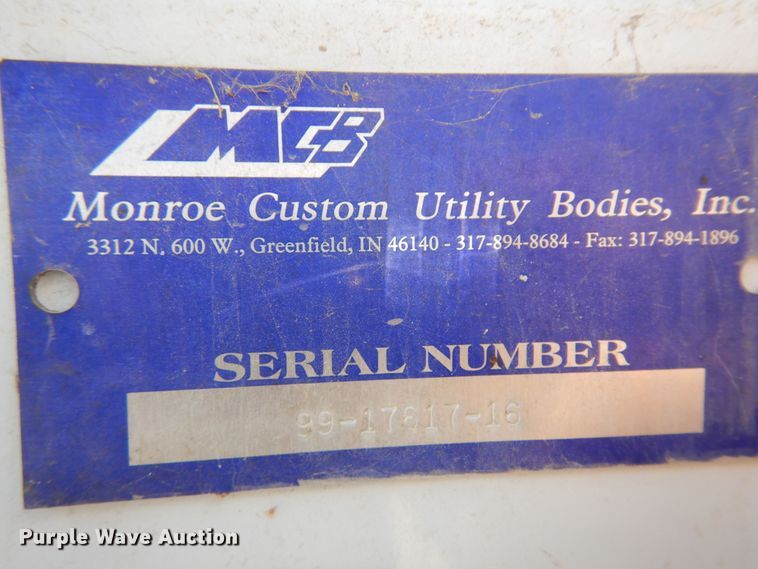 MCB
Monroe Custom Utility Bodies, Inc.
3312 N. 600 W., Greenfield, IN 46140 - 317-894-8684 - Fax: 317-894-1896
SERIAL NUMBER
99-17617-16
Purple Wave Auction